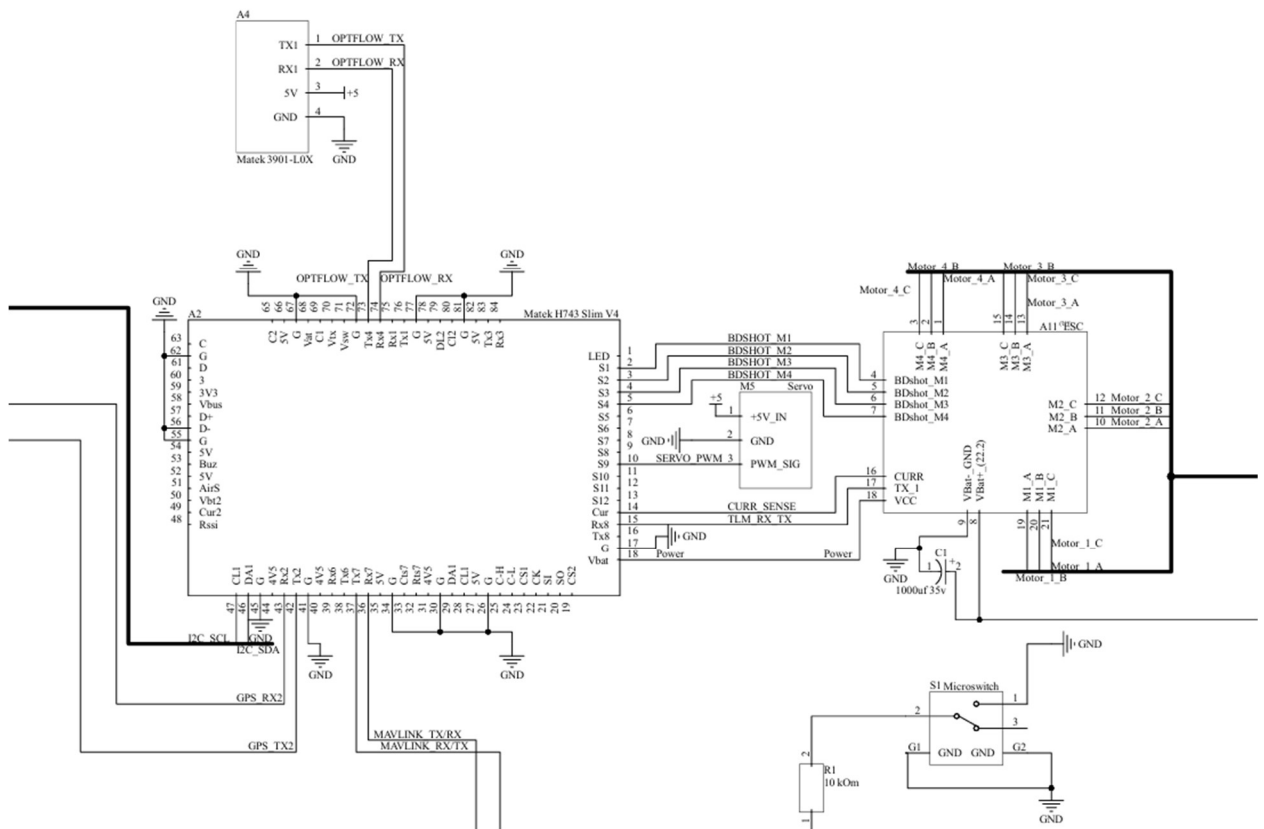 A4
TX1 1 OPTFLOW_TX
RX1 2 OPTFLOW_RX
5V 3 +5
GND 4
Matek 3901-L0X GND
GND GND
OPTFLOW_TX OPTFLOW_RX
65 66 67 68 69 70 71 72 73 74 75 76 77 78 79 80 81 82 83 84
GND
A2 Matek H743 Slim V4
C2 5V G Vat C1 Vtx Vsw G Tx4 Rx4 Rx1 Tx1 G 5V DL2 Cl2 G 5V Tx3 Rx3
63 C
62 G
61 D
60 3
59 3V3
58 Vbus
57 D+
56 D-
55 G
54 5V
53 Buz
52 5V
51 AirS
50 Vbt2
49 Cur2
48 Rssi
LED 1
S1 2
S2 3
S3 4
S4 5
S5 6
S6 7
S7 8
S8 9
S9 10
S10 11
S11 12
S12 13
Cur 14
Rx8 15
Tx8 16
G 17
Vbat 18
CL1 DA1 G 4V5 Rx2 Tx2 G 4V5 Rx6 Tx6 Tx7 Rx7 5V G Cts7 Rts7 4V5 G DA1 CL1 5V G C-H C-L CS1 CK SI SO CS2
47 46 45 44 43 42 41 40 39 38 37 36 35 34 33 32 31 30 29 28 27 26 25 24 23 22 21 20 19
BDSHOT_M1
BDSHOT_M2
BDSHOT_M3
BDSHOT_M4
M5 Servo
+5 1 +5V_IN
GND 2 GND
SERVO_PWM 3 PWM_SIG
CURR_SENSE
TLM_RX_TX
GND
Power Power
Motor_4_B Motor_3_B
Motor_4_A Motor_3_C
Motor_4_C Motor_3_A
3 2 1 15 14 13
A11 ESC
M4_C M4_B M4_A M3_C M3_B M3_A
4 BDshot_M1
5 BDshot_M2
6 BDshot_M3
7 BDshot_M4
M2_C 12 Motor_2_C
M2_B 11 Motor_2_B
M2_A 10 Motor_2_A
16 CURR
17 TX_1
18 VCC
VBat-_GND VBat+_(22.2) M1_A M1_B M1_C
9 8 19 20 21
Motor_1_C
Motor_1_A
Motor_1_B
GND
C1
1 + 2
1000uf 35v
I2C_SCL GND
I2C_SDA
GND GND
GPS_RX2
GPS_TX2
MAVLINK_TX/RX
MAVLINK_RX/TX
GND
S1 Microswitch
1
2
3
G1 GND GND G2
GND
2
R1
10 kOm
1